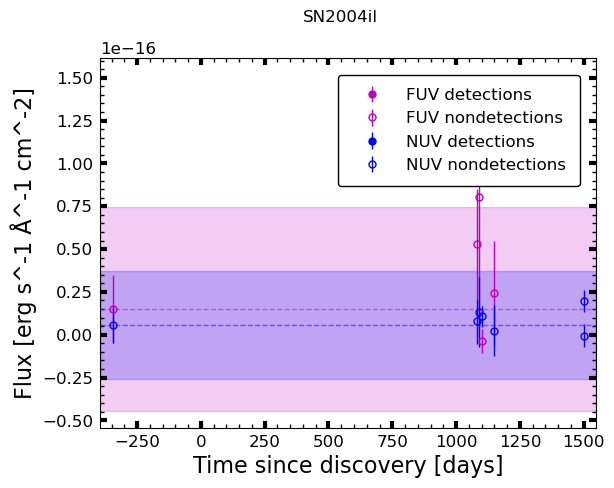 SN2004il
1e−16
FUV detections
FUV nondetections
NUV detections
NUV nondetections
1.50
1.25
1.00
0.75
0.50
0.25
0.00
−0.25
−0.50
Flux [erg s^-1 Å^-1 cm^-2]
−250 0 250 500 750 1000 1250 1500
Time since discovery [days]